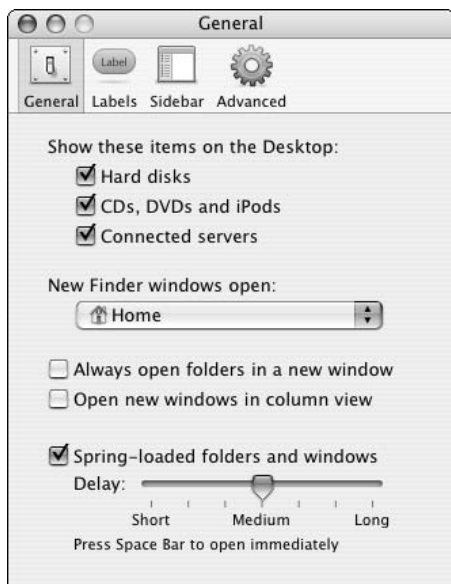 General
Label
General Labels Sidebar Advanced
Show these items on the Desktop:
Hard disks
CDs, DVDs and iPods
Connected servers
New Finder windows open:
Home
Always open folders in a new window
Open new windows in column view
Spring-loaded folders and windows
Delay:
Short Medium Long
Press Space Bar to open immediately